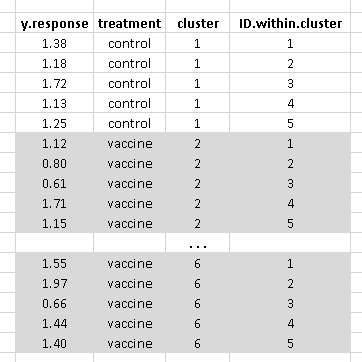 y.response treatment cluster ID.within.cluster
1.38 control 1 1
1.18 control 1 2
1.72 control 1 3
1.13 control 1 4
1.25 control 1 5
1.12 vaccine 2 1
0.80 vaccine 2 2
0.61 vaccine 2 3
1.71 vaccine 2 4
1.15 vaccine 2 5
...
1.55 vaccine 6 1
1.97 vaccine 6 2
0.66 vaccine 6 3
1.44 vaccine 6 4
1.40 vaccine 6 5